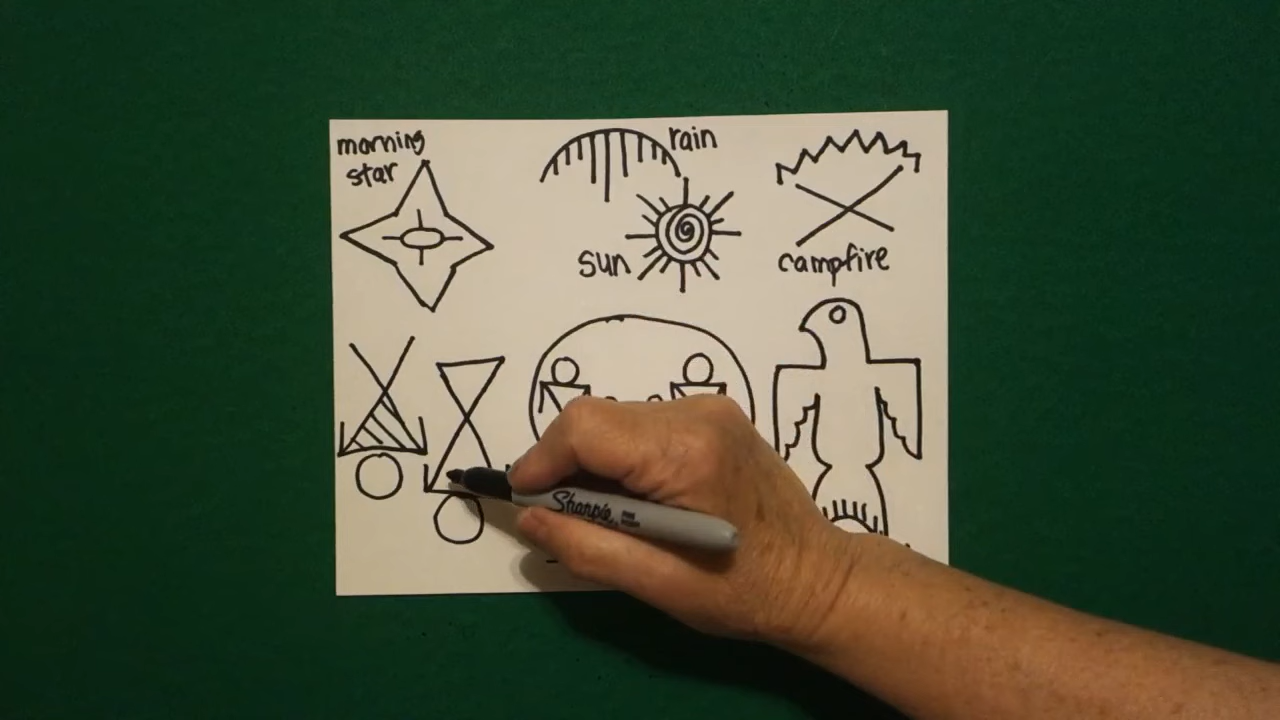 morning
star
rain
sun
campfire
Sharpie